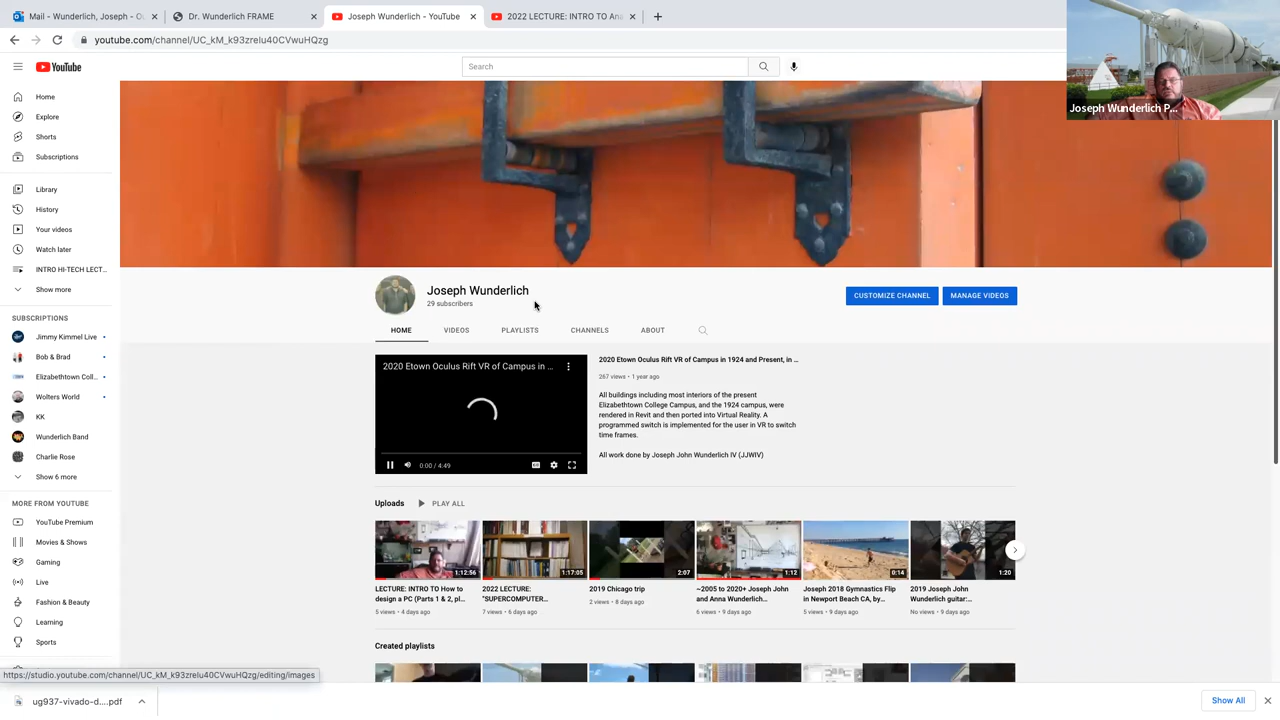 Mail - Wunderlich, Joseph - O
Dr. Wunderlich FRAME
Joseph Wunderlich - YouTube
2022 LECTURE: INTRO TO Ana
youtube.com/channel/UC_kM_k93zrelu40CVwuHQzg
YouTube
Search
Joseph Wunderlich P...
Home
Explore
Shorts
Subscriptions
Library
History
Your videos
Watch later
INTRO HI-TECH LECT...
Show more
SUBSCRIPTIONS
Jimmy Kimmel Live
Bob & Brad
Elizabethtown Coll...
Wolters World
KK
Wunderlich Band
Charlie Rose
Show 6 more
MORE FROM YOUTUBE
YouTube Premium
Movies & Shows
Gaming
Live
Fashion & Beauty
Learning
Sports
Joseph Wunderlich
29 subscribers
CUSTOMIZE CHANNEL
MANAGE VIDEOS
HOME
VIDEOS
PLAYLISTS
CHANNELS
ABOUT
2020 Etown Oculus Rift VR of Campus in ...
0:00 / 4:49
2020 Etown Oculus Rift VR of Campus in 1924 and Present, in ...
267 views • 1 year ago
All buildings including most interiors of the present
Elizabethtown College Campus, and the 1924 campus, were
rendered in Revit and then ported into Virtual Reality. A
programmed switch is implemented for the user in VR to switch
time frames.
All work done by Joseph John Wunderlich IV (JJWIV)
Uploads
PLAY ALL
1:12:56
LECTURE: INTRO TO How to
design a PC (Parts 1 & 2, pl...
5 views • 4 days ago
1:17:05
2022 LECTURE:
"SUPERCOMPUTER...
7 views • 6 days ago
2:07
2019 Chicago trip
2 views • 8 days ago
1:12
~2005 to 2020+ Joseph John
and Anna Wunderlich...
6 views • 9 days ago
0:14
Joseph 2018 Gymnastics Flip
in Newport Beach CA, by...
5 views • 9 days ago
1:20
2019 Joseph John
Wunderlich guitar:...
No views • 9 days ago
Created playlists
https://studio.youtube.com/channel/UC_kM_k93zrelu40CVwuHQzg/editing/images
ug937-vivado-d....pdf
Show All